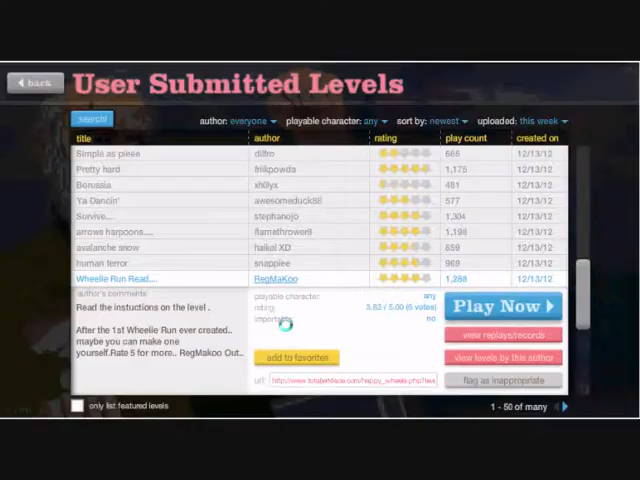 back
User Submitted Levels
search!
author: everyone playable character: any sort by: newest uploaded: this week
title author rating play count created on
Simple as pieee dilfro 12/13/12
Pretty hard 1,175 12/13/12
Borussia 481 12/13/12
Ya Dancin' awesomeduck88 577 12/13/12
Survive.... stephanojo 1,304 12/13/12
arrows harpoons.... flamethrower8 1,198 12/13/12
avalanche snow haikal XD 659 12/13/12
human terror snappiee 969 12/13/12
Wheelie Run Read.... RegMaKoo 1,288 12/13/12
author's comments:
Read the instuctions on the level .
After the 1st Wheelie Run ever created..
maybe you can make one
yourself.Rate 5 for more.. RegMakoo Out..
playable character: any
rating: 3.83 / 5.00 (6 votes)
no
add to favorites
url: http://www.totaljerkface.com/happy_wheels.php?leve
Play Now
view replays/records
view levels by this author
flag as inappropriate
only list featured levels
1 - 50 of many